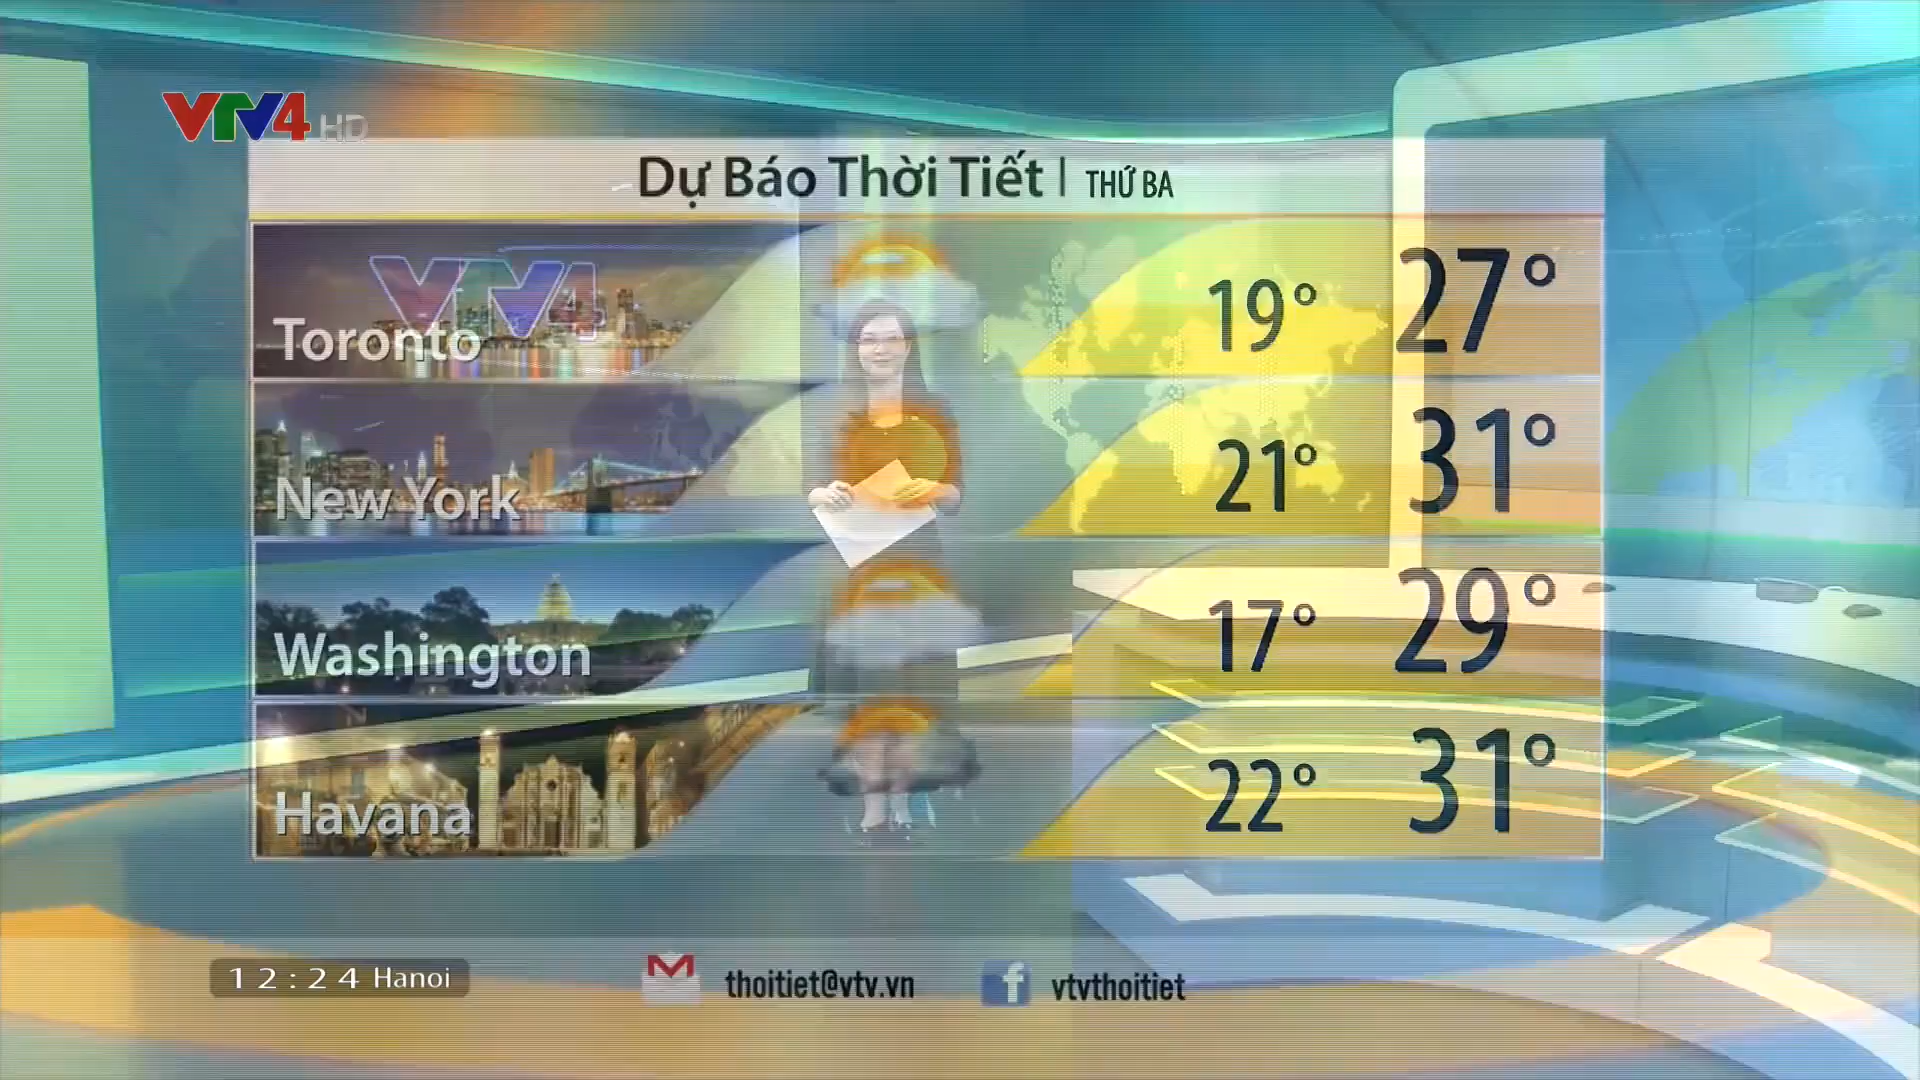 VTV4 HD
Dự Báo Thời Tiết | THỨ BA
VTV4
Toronto 19° 27°
New York 21° 31°
Washington 17° 29°
Havana 22° 31°
12:24 Hanoi
thoitiet@vtv.vn
f vtvthoitiet